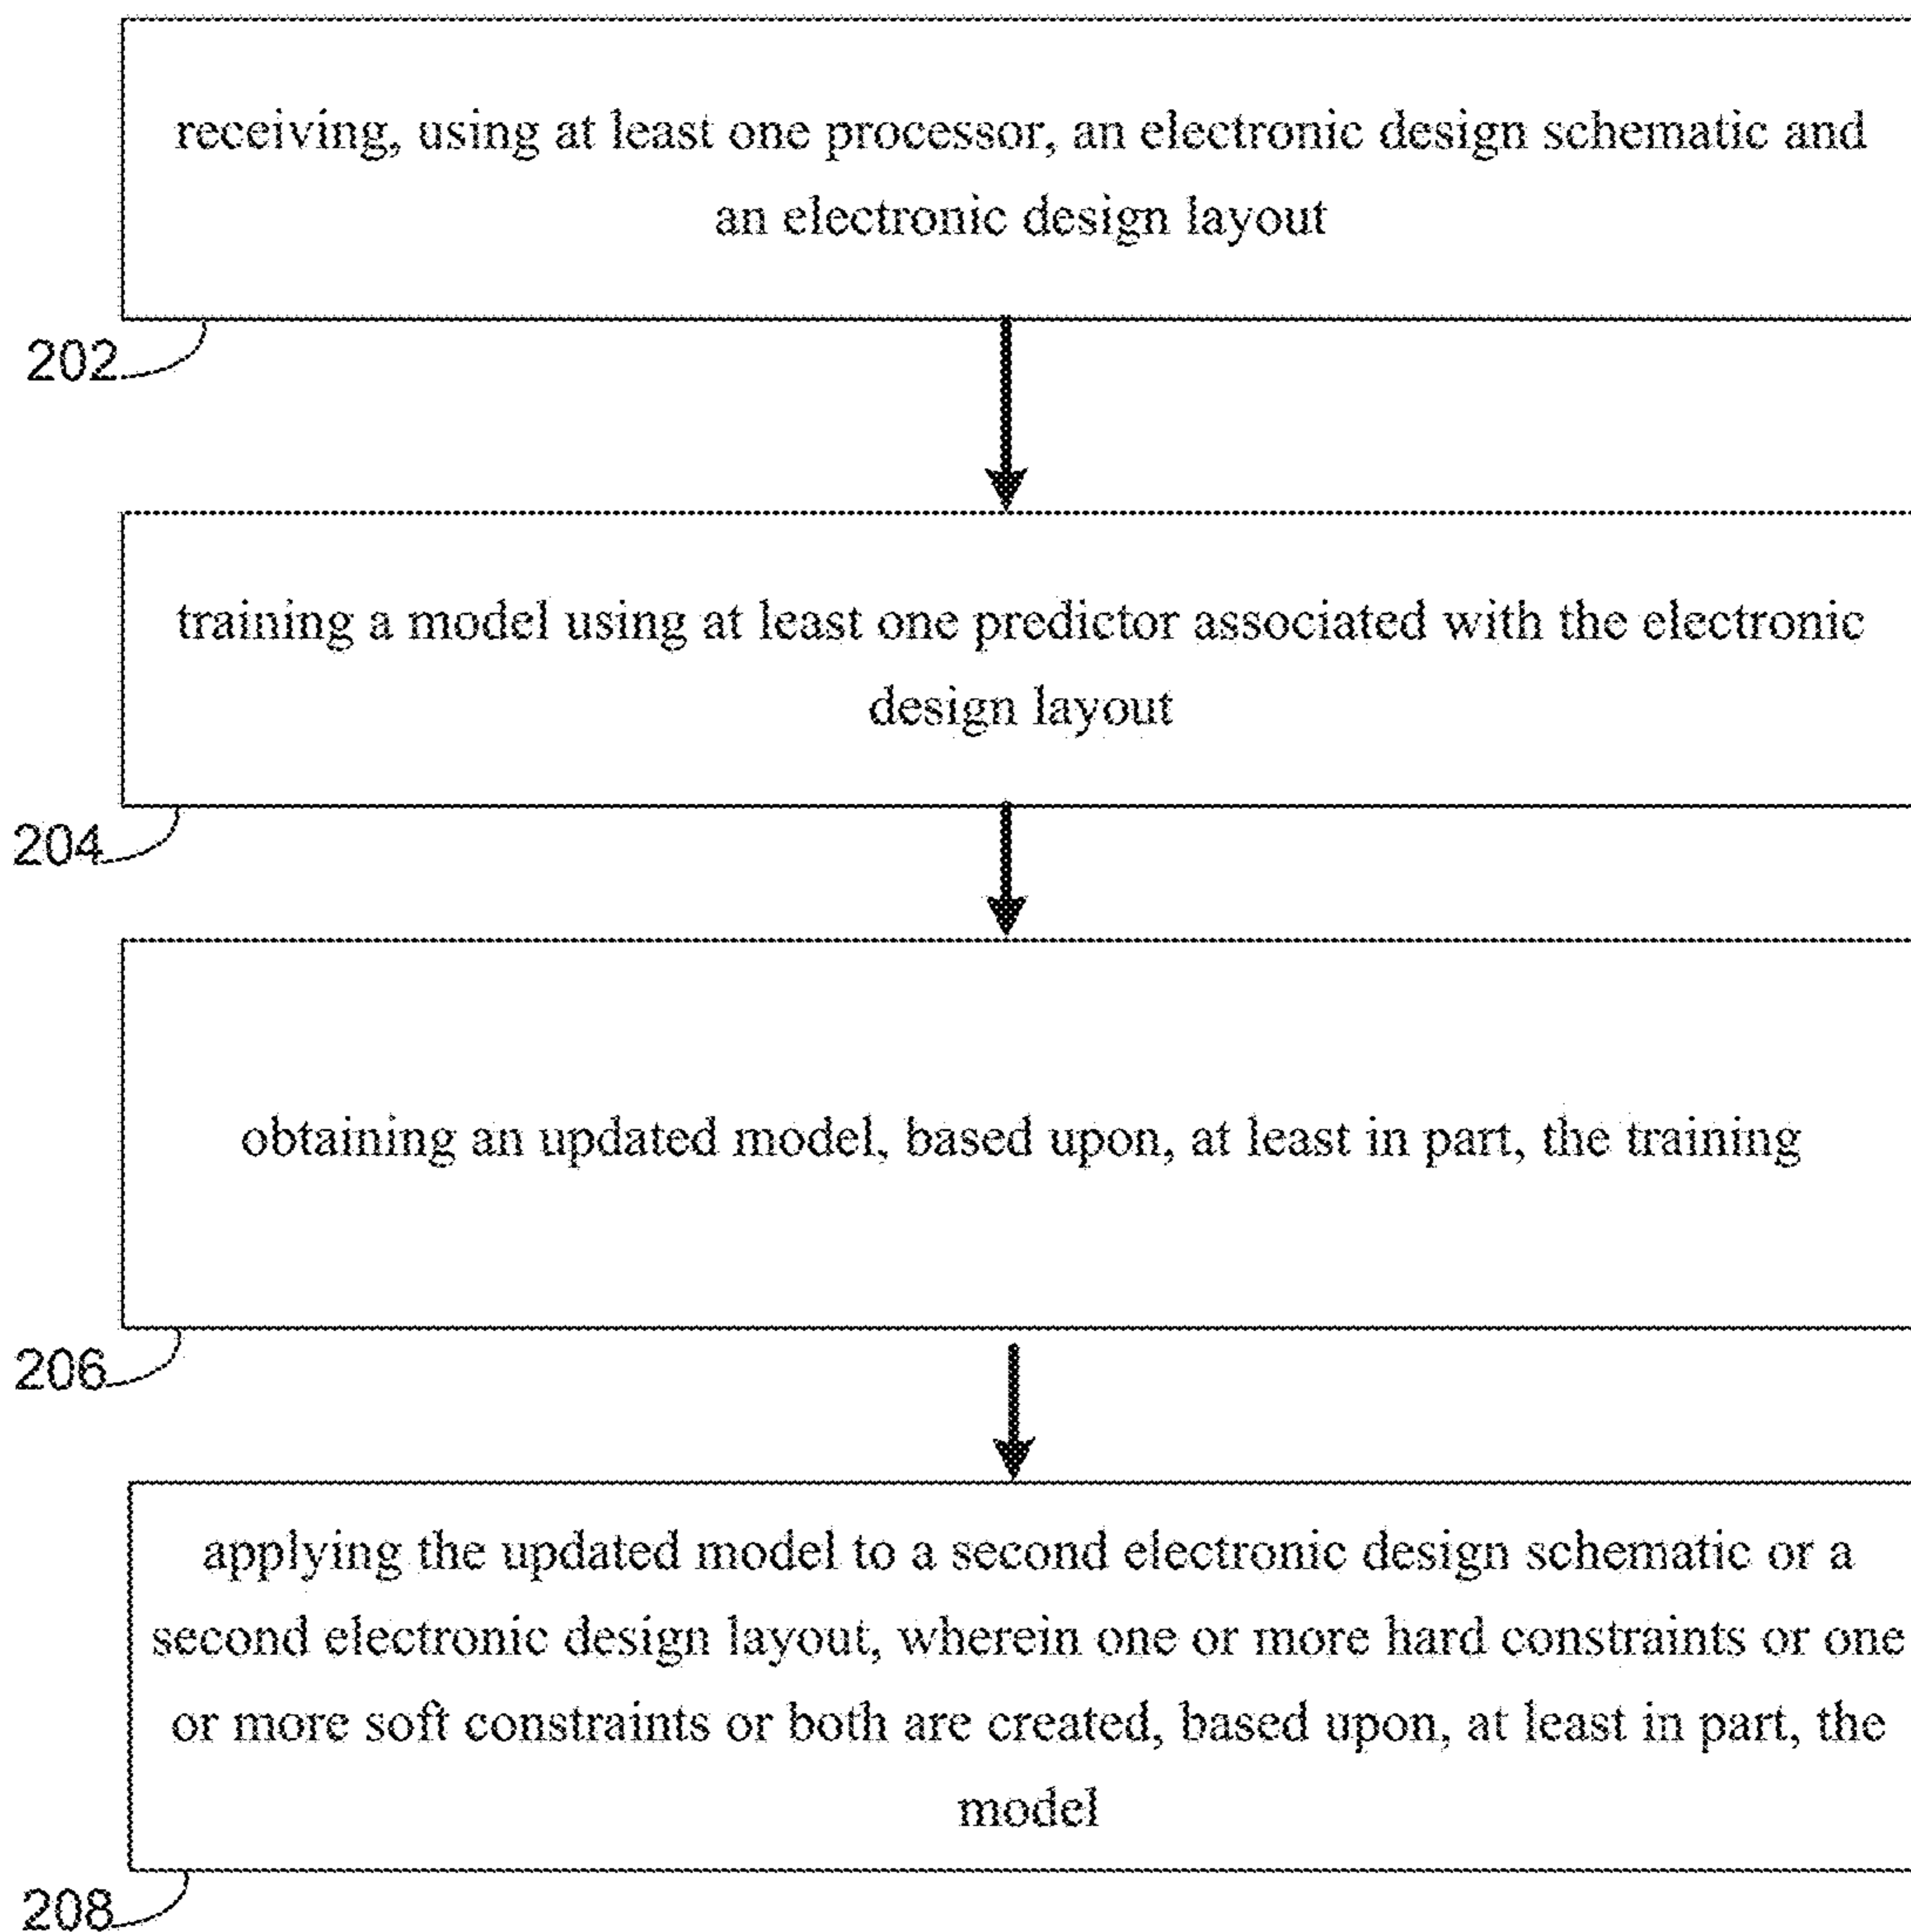 receiving, using at least one processor, an electronic design schematic and
an electronic design layout
202
training a model using at least one predictor associated with the electronic
design layout
204
obtaining an updated model, based upon, at least in part, the training
206
applying the updated model to a second electronic design schematic or a
second electronic design layout, wherein one or more hard constraints or one
or more soft constraints or both are created, based upon, at least in part, the
model
208